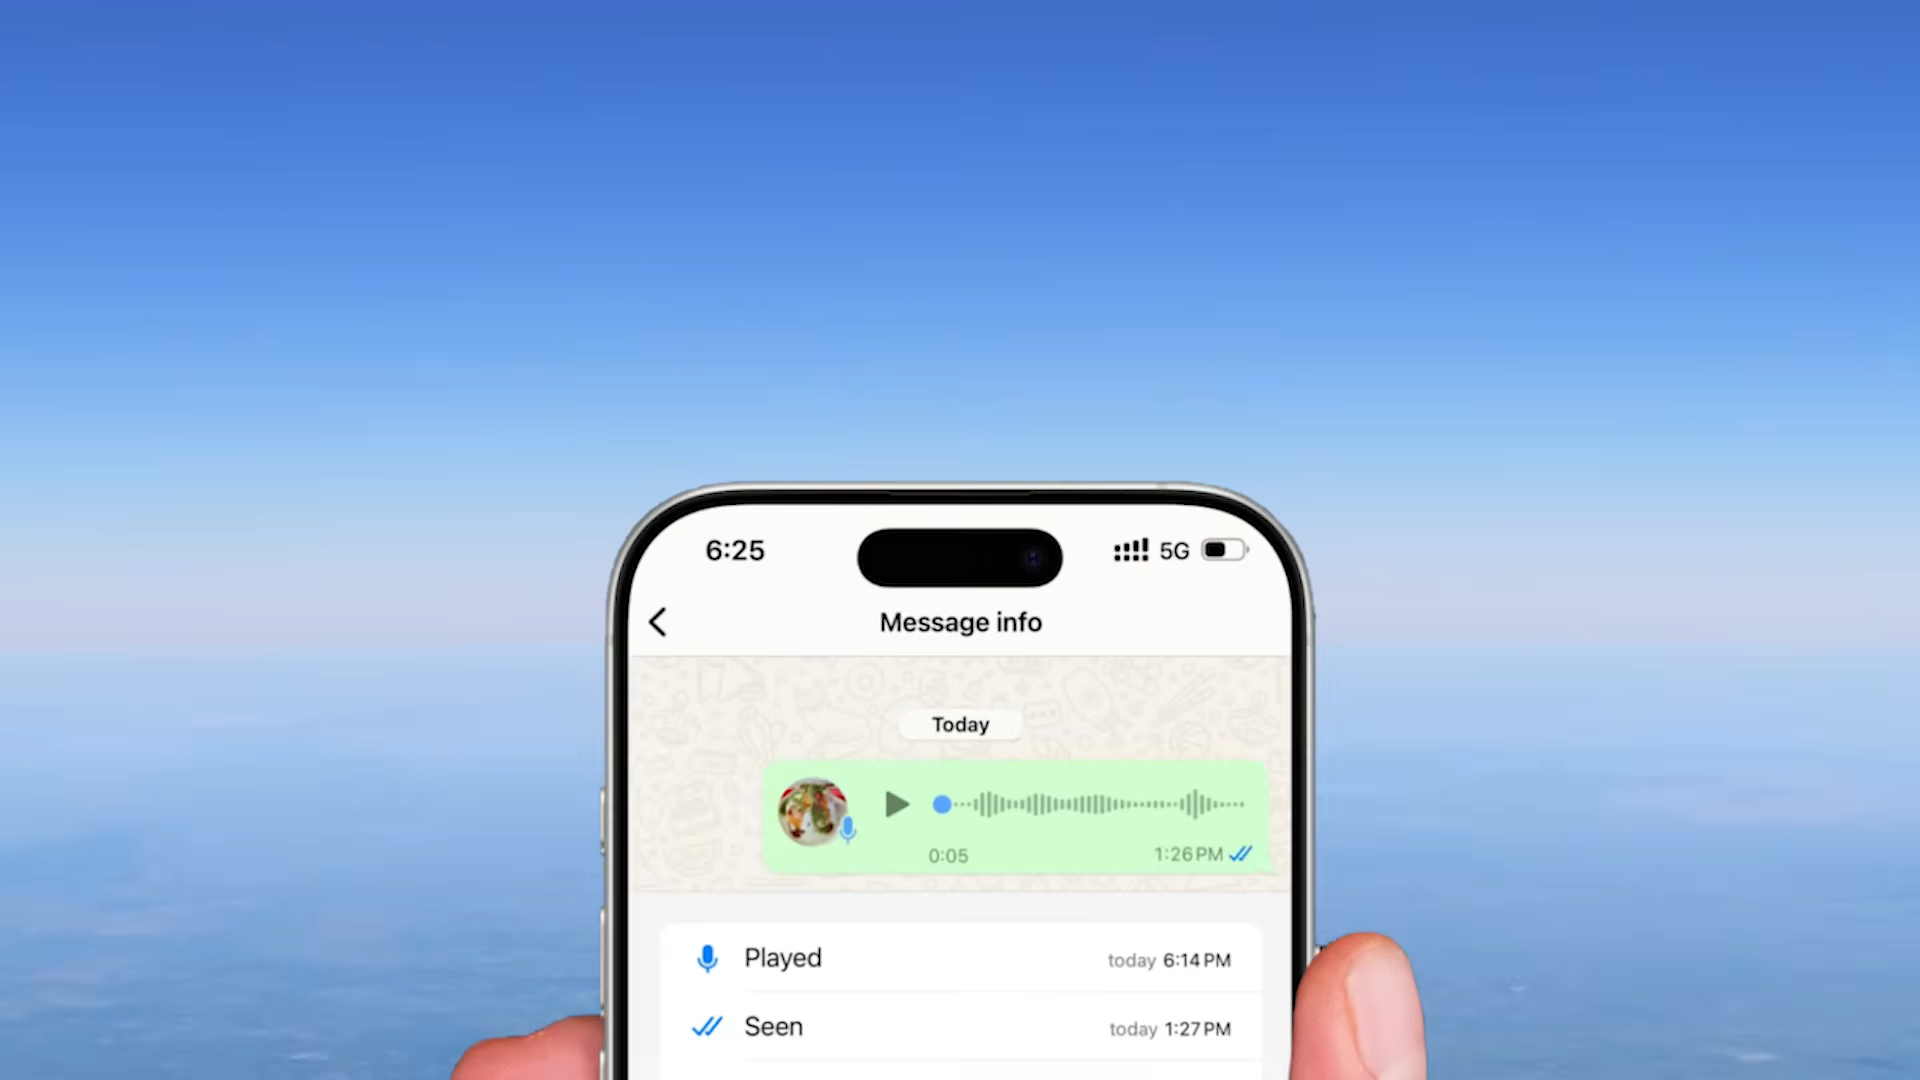 6:25 5G
Message info
Today
0:05 1:26 PM
Played today 6:14 PM
Seen today 1:27 PM